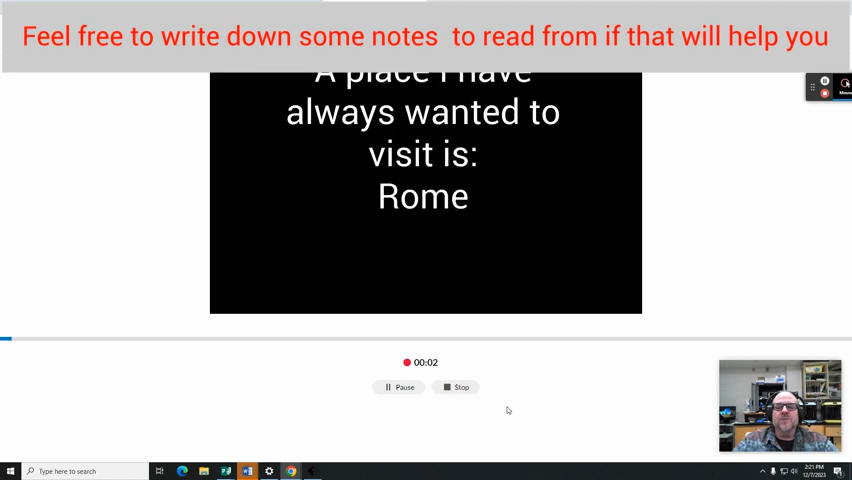 Feel free to write down some notes to read from if that will help you
A place I have
always wanted to
visit is:
Rome
Mouse
00:02
Pause
Stop
Type here to search
2:21 PM
12/7/2023